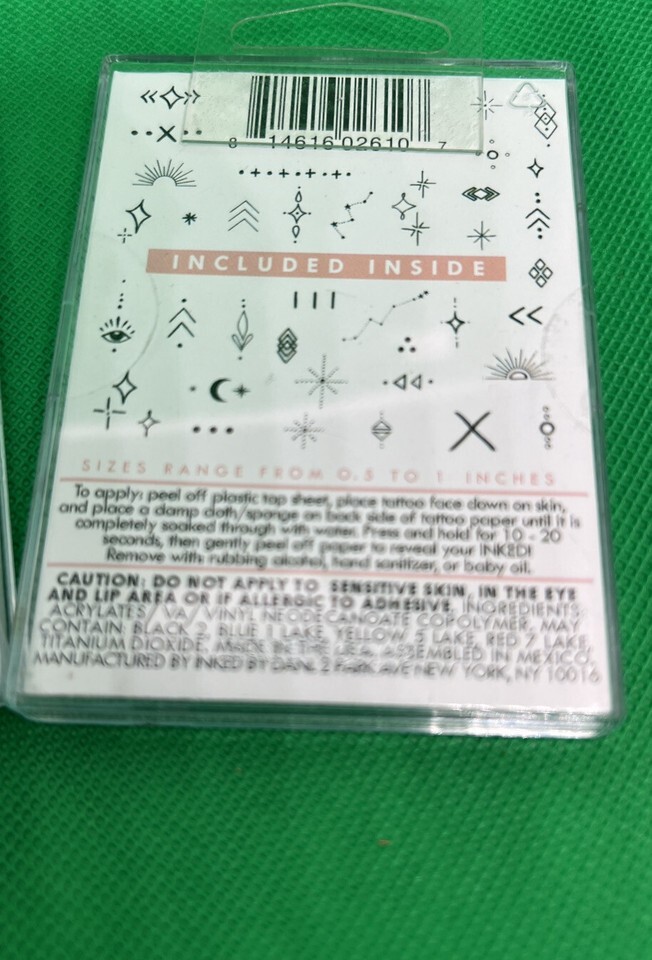 8 14616 02610 7
INCLUDED INSIDE
SIZES RANGE FROM 0.5 TO 1 INCHES
To apply: peel off plastic top sheet, place tattoo face down on skin,
and place a damp cloth/sponge on back side of tattoo paper until it is
completely soaked through with water. Press and hold for 10 - 20
seconds, then gently peel off paper to reveal your INKED!
Remove with rubbing alcohol, hand sanitizer, or baby oil.
CAUTION: DO NOT APPLY TO SENSITIVE SKIN, IN THE EYE
AND LIP AREA OR IF ALLERGIC TO ADHESIVE. INGREDIENTS:
ACRYLATES / VA / VINYL NEODECANOATE COPOLYMER. MAY
CONTAIN: BLACK 2, BLUE 1 LAKE, YELLOW 5 LAKE, RED 7 LAKE,
TITANIUM DIOXIDE. MADE IN THE USA. ASSEMBLED IN MEXICO.
MANUFACTURED BY INKED BY DANI. 2 PARK AVE NEW YORK, NY 10016